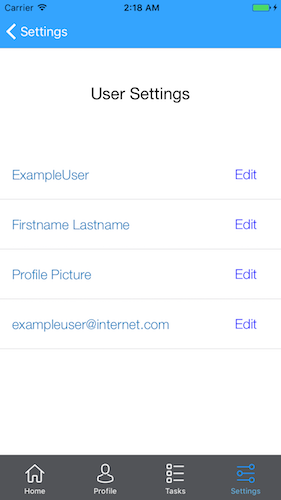 Carrier 2:18 AM
Settings
User Settings
ExampleUser Edit
Firstname Lastname Edit
Profile Picture Edit
exampleuser@internet.com Edit
Home Profile Tasks Settings